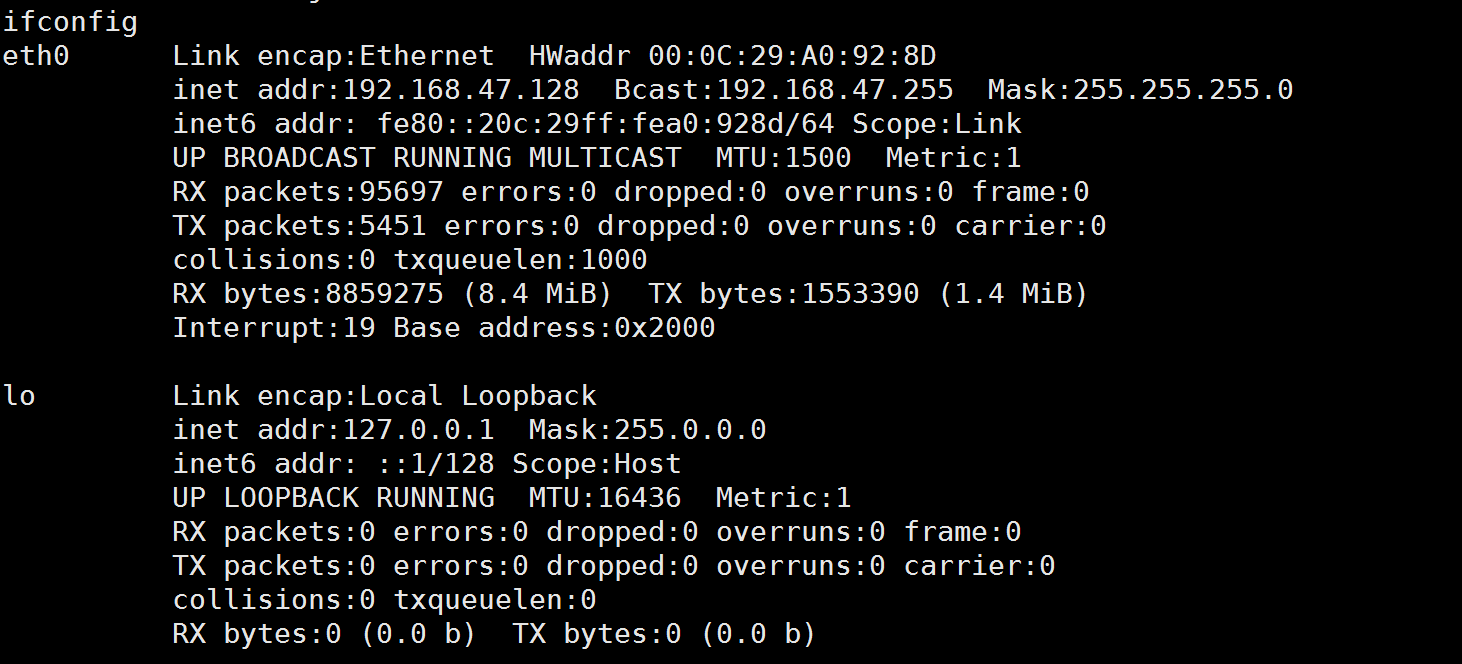 ifconfig
eth0 Link encap:Ethernet HWaddr 00:0C:29:A0:92:8D
inet addr:192.168.47.128 Bcast:192.168.47.255 Mask:255.255.255.0
inet6 addr: fe80::20c:29ff:fea0:928d/64 Scope:Link
UP BROADCAST RUNNING MULTICAST MTU:1500 Metric:1
RX packets:95697 errors:0 dropped:0 overruns:0 frame:0
TX packets:5451 errors:0 dropped:0 overruns:0 carrier:0
collisions:0 txqueuelen:1000
RX bytes:8859275 (8.4 MiB) TX bytes:1553390 (1.4 MiB)
Interrupt:19 Base address:0x2000
lo Link encap:Local Loopback
inet addr:127.0.0.1 Mask:255.0.0.0
inet6 addr: ::1/128 Scope:Host
UP LOOPBACK RUNNING MTU:16436 Metric:1
RX packets:0 errors:0 dropped:0 overruns:0 frame:0
TX packets:0 errors:0 dropped:0 overruns:0 carrier:0
collisions:0 txqueuelen:0
RX bytes:0 (0.0 b) TX bytes:0 (0.0 b)